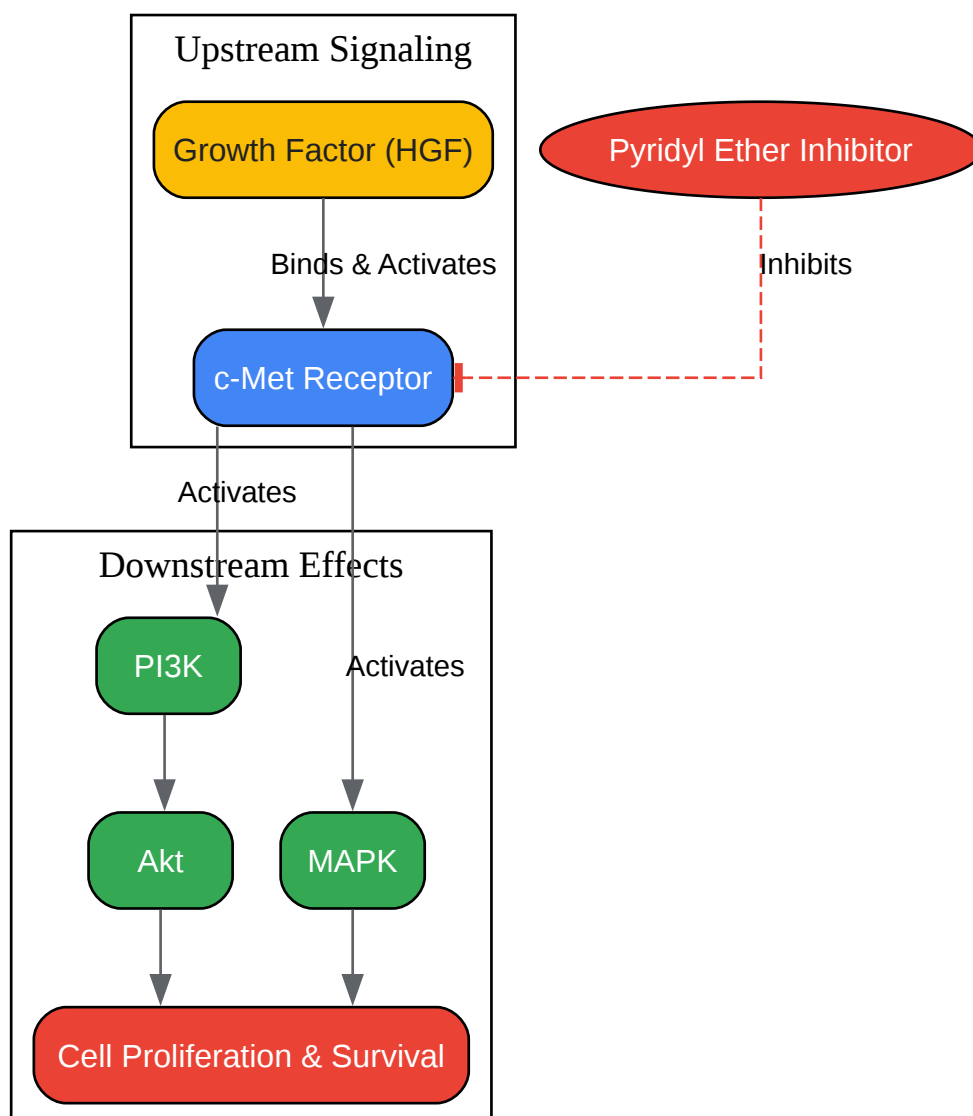 Upstream Signaling
Growth Factor (HGF)
Pyridyl Ether Inhibitor
Binds & Activates
Inhibits
c-Met Receptor
Activates
Downstream Effects
PI3K
Activates
Akt
MAPK
Cell Proliferation & Survival